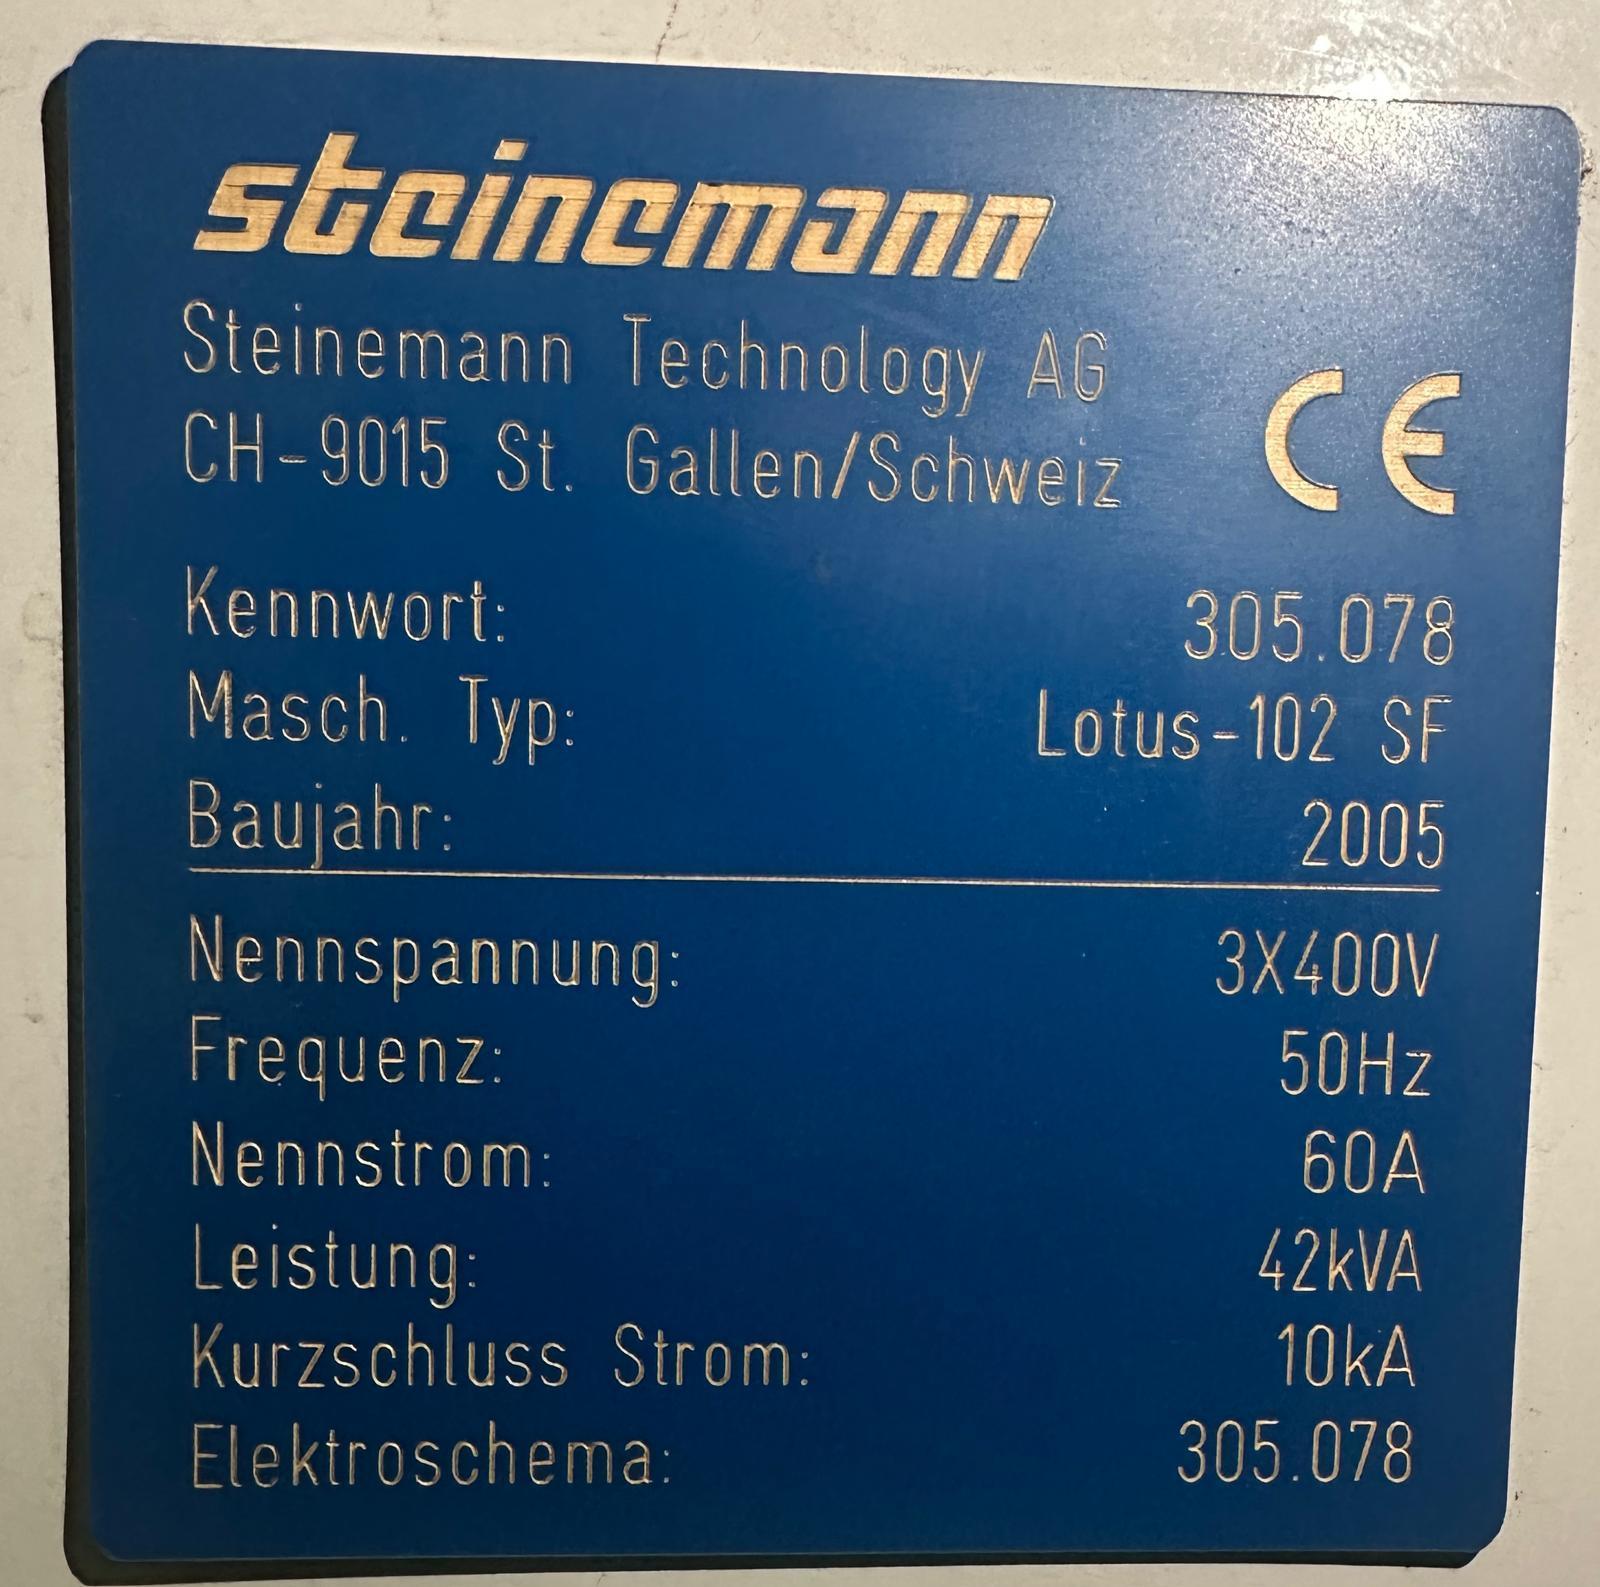 steinemann
Steinemann Technology AG
CH-9015 St. Gallen/Schweiz
CE
Kennwort: 305.078
Masch. Typ: Lotus-102 SF
Baujahr: 2005
Nennspannung: 3X400V
Frequenz: 50Hz
Nennstrom: 60A
Leistung: 42kVA
Kurzschluss Strom: 10kA
Elektroschema: 305.078